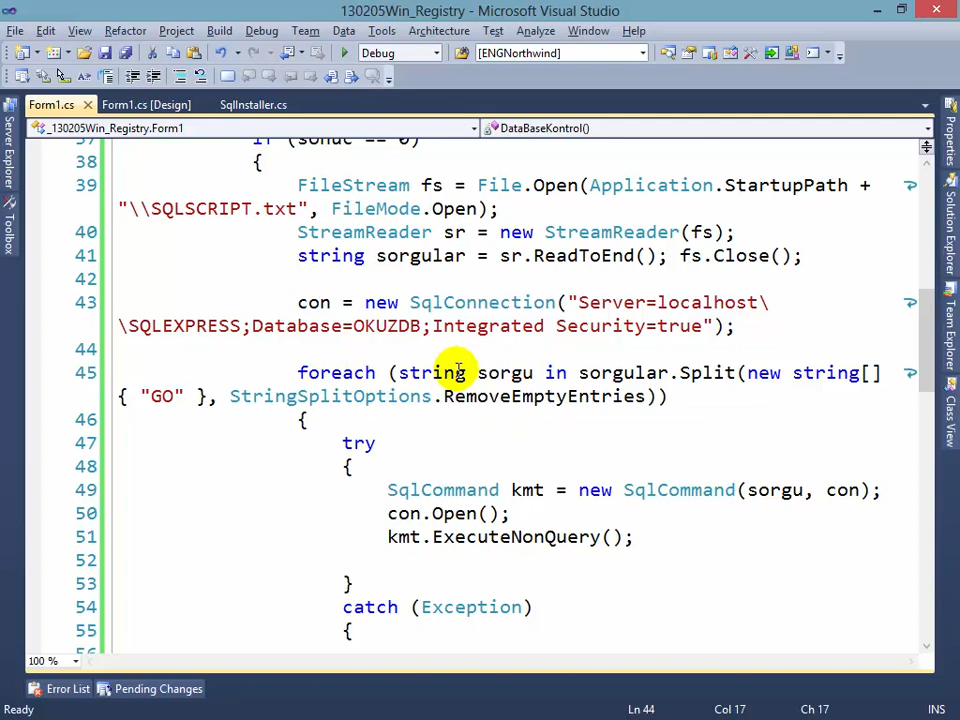 130205Win_Registry - Microsoft Visual Studio
File Edit View Refactor Project Build Debug Team Data Tools Architecture Test Analyze Window Help
Debug [ENGNorthwind]
Form1.cs Form1.cs [Design] SqlInstaller.cs
_130205Win_Registry.Form1 DataBaseKontrol()
Server Explorer
Toolbox
Properties
Solution Explorer
Team Explorer
Class View
37 if (sonuc == 0)
38 {
39 FileStream fs = File.Open(Application.StartupPath +
"\\SQLSCRIPT.txt", FileMode.Open);
40 StreamReader sr = new StreamReader(fs);
41 string sorgular = sr.ReadToEnd(); fs.Close();
42
43 con = new SqlConnection("Server=localhost\
\SQLEXPRESS;Database=OKUZDB;Integrated Security=true");
44
45 foreach (string sorgu in sorgular.Split(new string[]
{ "GO" }, StringSplitOptions.RemoveEmptyEntries))
46 {
47 try
48 {
49 SqlCommand kmt = new SqlCommand(sorgu, con);
50 con.Open();
51 kmt.ExecuteNonQuery();
52
53 }
54 catch (Exception)
55 {
100 %
Error List Pending Changes
Ready Ln 44 Col 17 Ch 17 INS